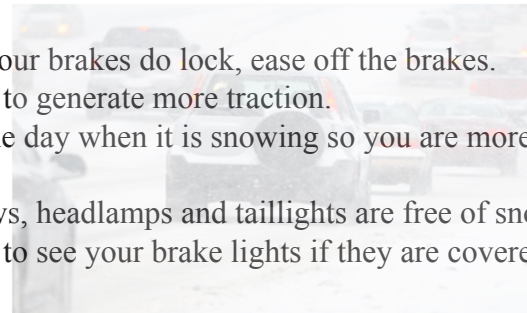 our brakes do lock, ease off the brakes.
to generate more traction.
e day when it is snowing so you are more
ys, headlamps and taillights are free of sno
to see your brake lights if they are covere